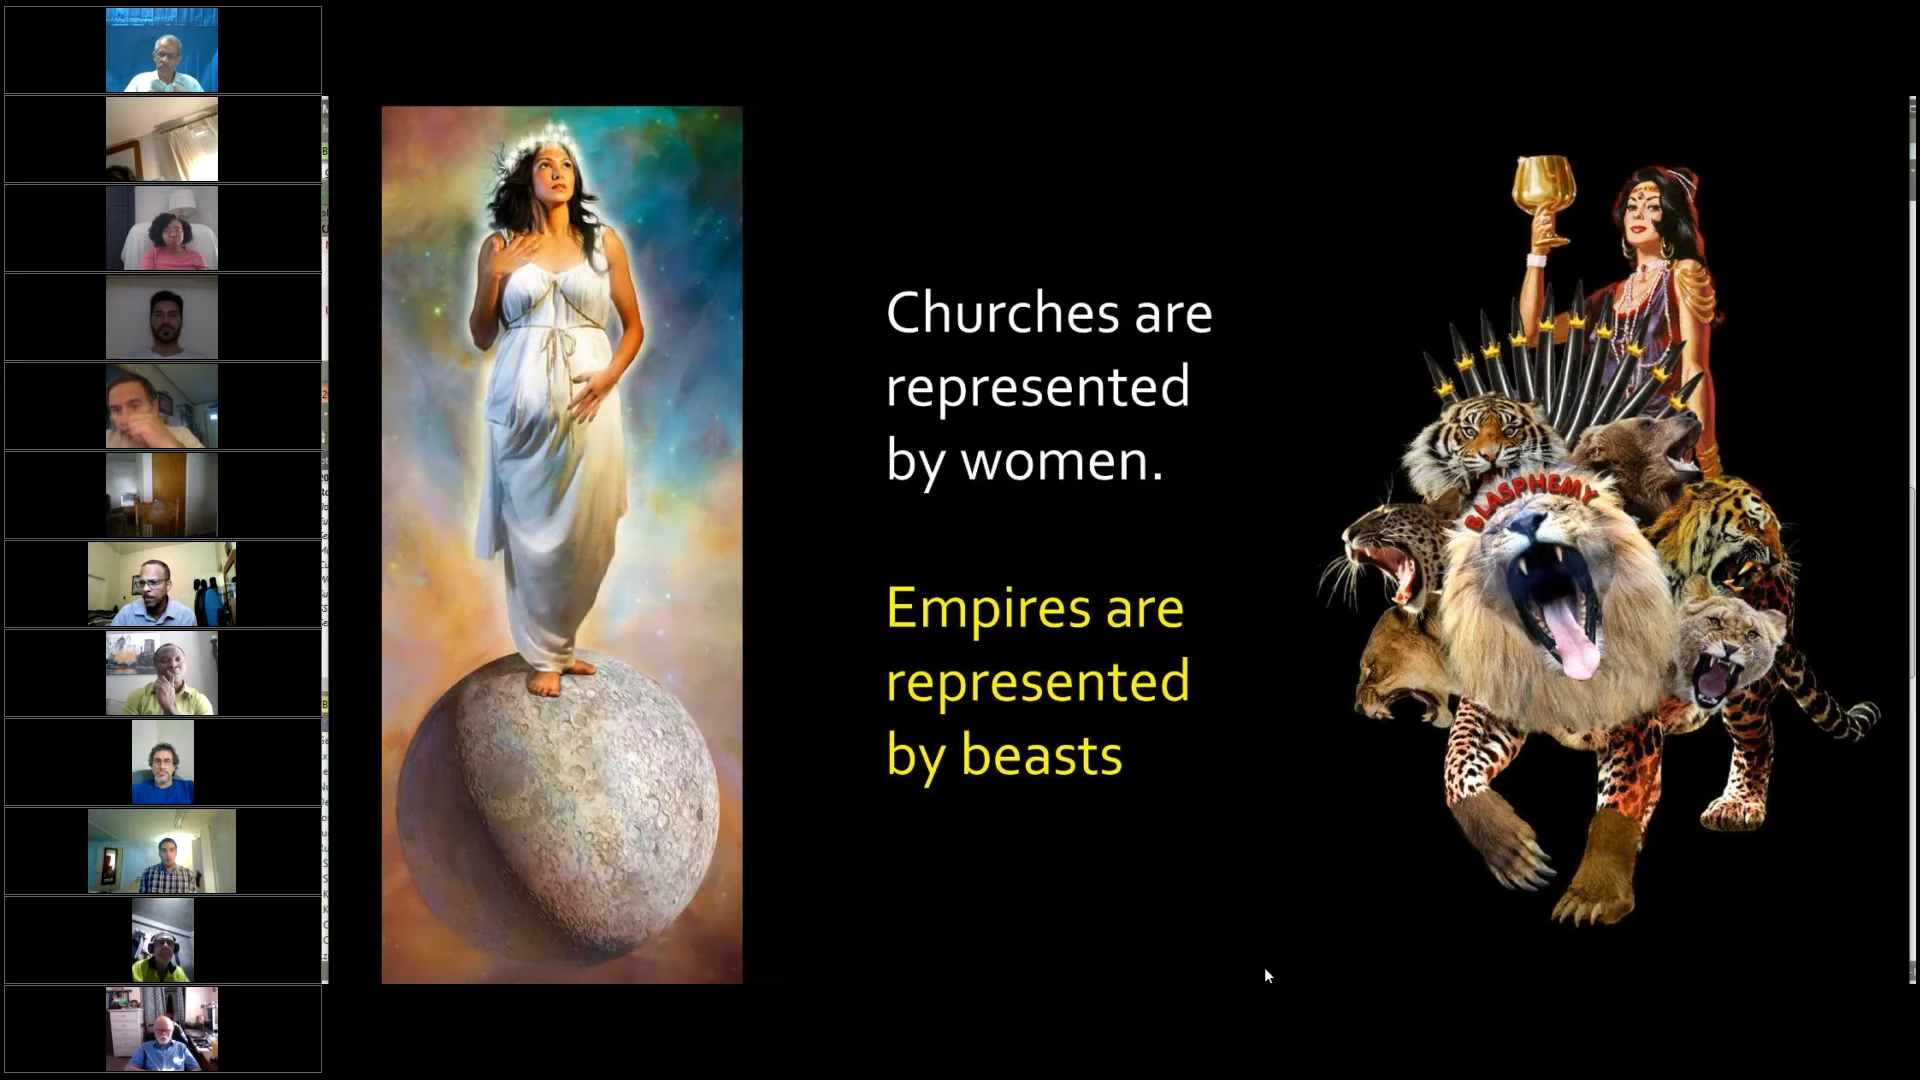 Churches are
represented
by women.
Empires are
represented
by beasts
BLASPHEMY